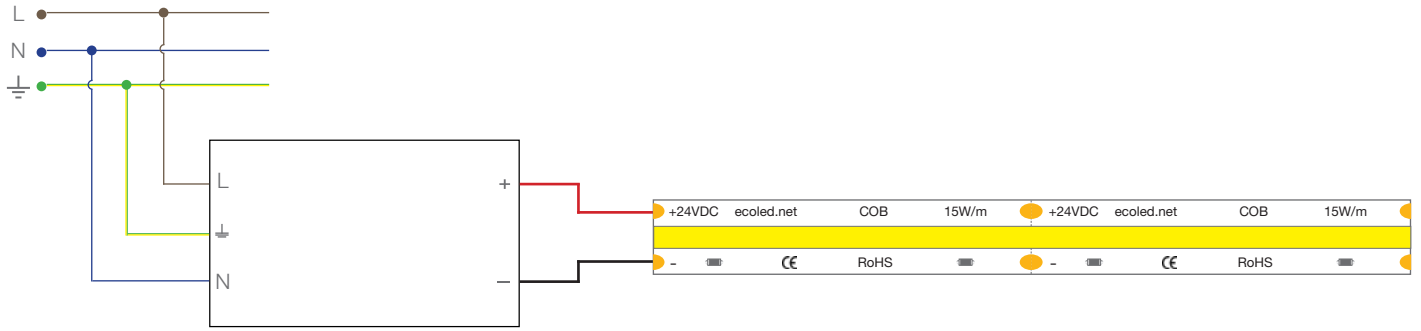 L
N
L
+
N
–
+24VDC ecoled.net COB 15W/m +24VDC ecoled.net COB 15W/m
- CE RoHS - CE RoHS